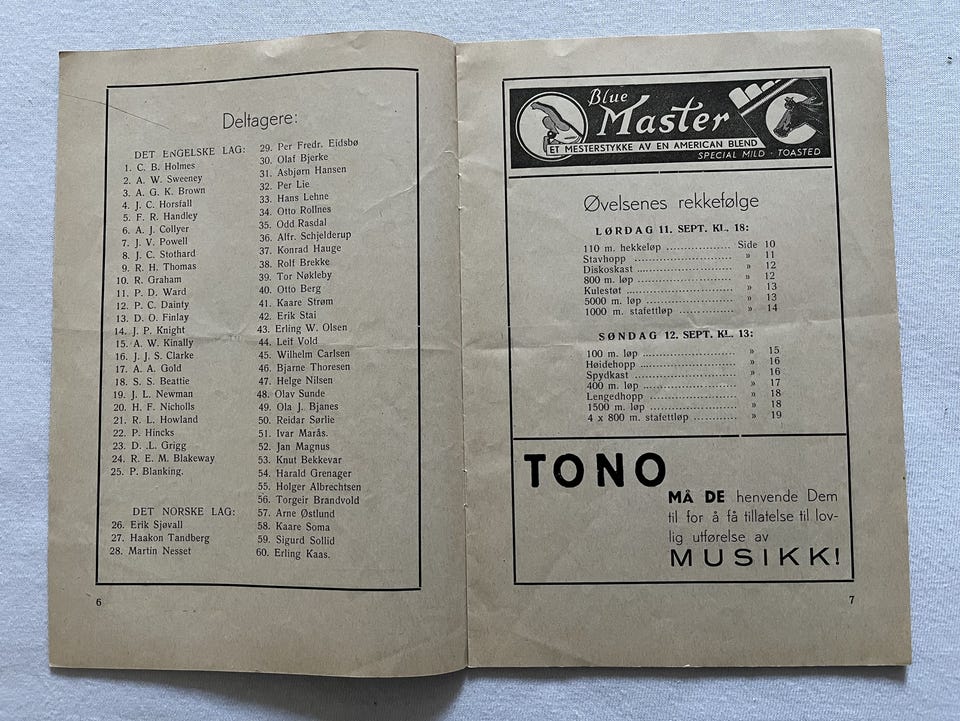 Deltagere:
DET ENGELSKE LAG:
1. C. B. Holmes
2. A. W. Sweeney
3. A. G. K. Brown
4. J. C. Horsfall
5. F. R. Handley
6. A. J. Collyer
7. J. V. Powell
8. J. C. Stothard
9. R. H. Thomas
10. R. Graham
11. P. D. Ward
12. P. C. Dainty
13. D. O. Finlay
14. J. P. Knight
15. A. W. Kinally
16. J. J. S. Clarke
17. A. A. Gold
18. S. S. Beattie
19. J. L. Newman
20. H. F. Nicholls
21. R. L. Howland
22. P. Hincks
23. D. .L. Grigg
24. R. E. M. Blakeway
25. P. Blanking.
DET NORSKE LAG:
26. Erik Sjøvall
27. Haakon Tandberg
28. Martin Nesset
29. Per Fredr. Eidsbø
30. Olaf Bjerke
31. Asbjørn Hansen
32. Per Lie
33. Hans Lehne
34. Otto Rollnes
35. Odd Rasdal
36. Alfr. Schjelderup
37. Konrad Hauge
38. Rolf Brekke
39. Tor Nøkleby
40. Otto Berg
41. Kaare Strøm
42. Erik Stai
43. Erling W. Olsen
44. Leif Vold
45. Wilhelm Carlsen
46. Bjarne Thoresen
47. Helge Nilsen
48. Olav Sunde
49. Ola J. Bjanes
50. Reidar Sørlie
51. Ivar Marås.
52. Jan Magnus
53. Knut Bekkevar
54. Harald Grenager
55. Holger Albrechtsen
56. Torgeir Brandvold
57. Arne Østlund
58. Kaare Soma
59. Sigurd Sollid
60. Erling Kaas.
6
Blue
Master
ET MESTERSTYKKE AV EN AMERICAN BLEND
SPECIAL MILD · TOASTED
Øvelsenes rekkefølge
LØRDAG 11. SEPT. KL. 18:
110 m. hekkeløp .................. Side 10
Stavhopp .......................... » 11
Diskoskast ........................ » 12
800 m. løp ........................ » 12
Kulestøt .......................... » 13
5000 m. løp ....................... » 13
1000 m. stafettløp ................ » 14
SØNDAG 12. SEPT. KL. 13:
100 m. løp ........................ » 15
Høidehopp ......................... » 16
Spydkast .......................... » 16
400 m. løp ........................ » 17
Lengedhopp ........................ » 18
1500 m. løp ....................... » 18
4 x 800 m. stafettløp ............. » 19
TONO
MÅ DE henvende Dem
til for å få tillatelse til lov-
lig utførelse av
MUSIKK!
7